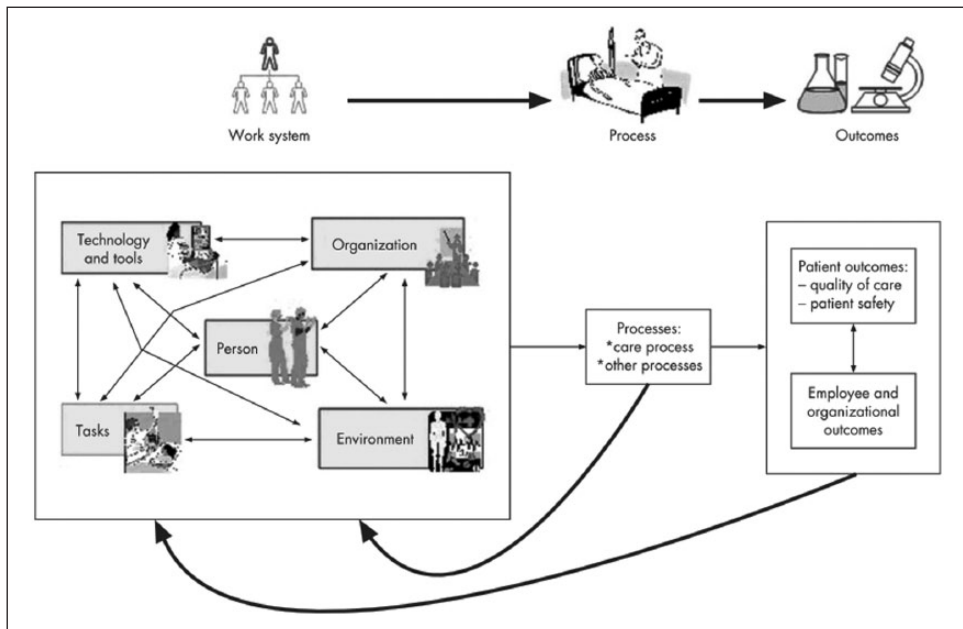 Work system
Process
Outcomes
Technology
and tools
Organization
Person
Tasks
Environment
Processes:
*care process
*other processes
Patient outcomes:
– quality of care
– patient safety
Employee and
organizational
outcomes